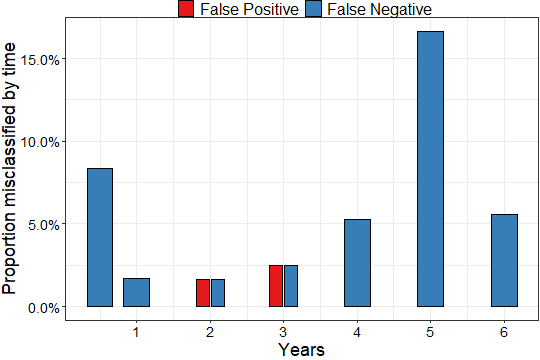 False Positive False Negative
Proportion misclassified by time
15.0%
10.0%
5.0%
0.0%
1 2 3 4 5 6
Years